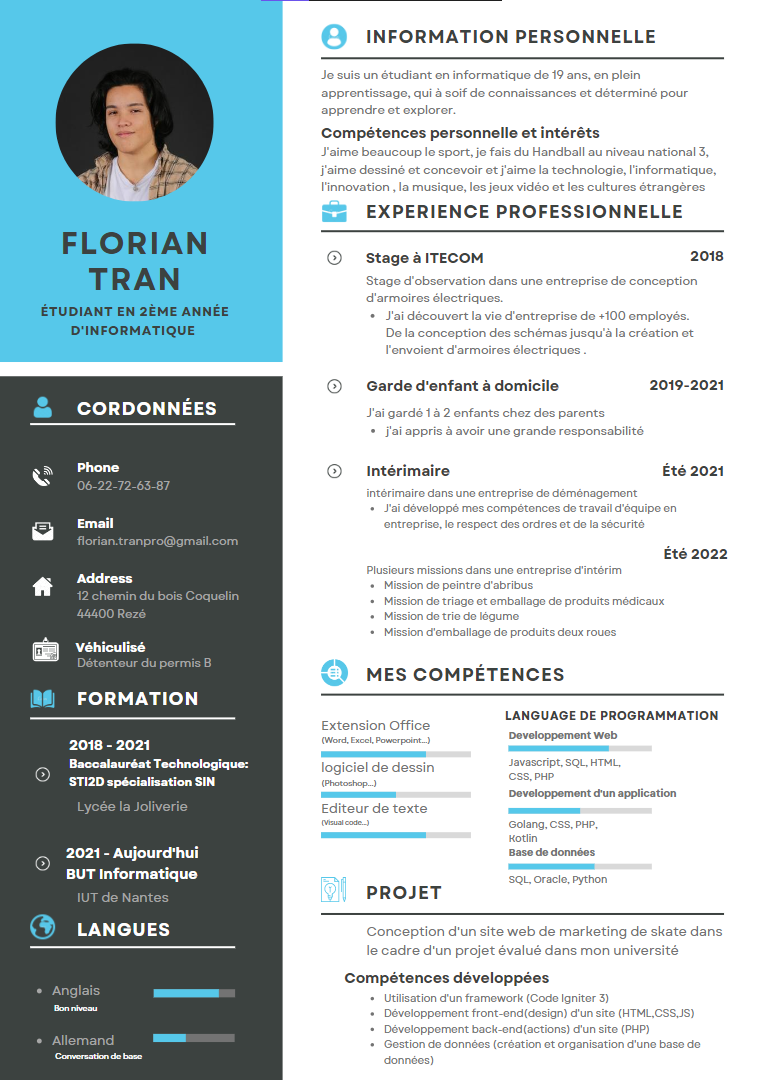 FLORIAN
TRAN
ÉTUDIANT EN 2ÈME ANNÉE
D'INFORMATIQUE
CORDONNÉES
Phone
06-22-72-63-87
Email
florian.tranpro@gmail.com
Address
12 chemin du bois Coquelin
44400 Rezé
Véhiculisé
Détenteur du permis B
FORMATION
2018 - 2021
Baccalauréat Technologique:
STI2D spécialisation SIN
Lycée la Joliverie
2021 - Aujourd'hui
BUT Informatique
IUT de Nantes
LANGUES
• Anglais
Bon niveau
• Allemand
Conversation de base
INFORMATION PERSONNELLE
Je suis un étudiant en informatique de 19 ans, en plein
apprentissage, qui à soif de connaissances et déterminé pour
apprendre et explorer.
Compétences personnelle et intérêts
J'aime beaucoup le sport, je fais du Handball au niveau national 3,
j'aime dessiné et concevoir et j'aime la technologie, l'informatique,
l'innovation , la musique, les jeux vidéo et les cultures étrangères
EXPERIENCE PROFESSIONNELLE
Stage à ITECOM 2018
Stage d'observation dans une entreprise de conception
d'armoires électriques.
• J'ai découvert la vie d'entreprise de +100 employés.
De la conception des schémas jusqu'à la création et
l'envoient d'armoires électriques .
Garde d'enfant à domicile 2019-2021
J'ai gardé 1 à 2 enfants chez des parents
• j'ai appris à avoir une grande responsabilité
Intérimaire Été 2021
intérimaire dans une entreprise de déménagement
• J'ai développé mes compétences de travail d'équipe en
entreprise, le respect des ordres et de la sécurité
Été 2022
Plusieurs missions dans une entreprise d'intérim
• Mission de peintre d'abribus
• Mission de triage et emballage de produits médicaux
• Mission de trie de légume
• Mission d'emballage de produits deux roues
MES COMPÉTENCES
Extension Office
(Word, Excel, Powerpoint...)
logiciel de dessin
(Photoshop...)
Editeur de texte
(Visual code...)
LANGUAGE DE PROGRAMMATION
Developpement Web
Javascript, SQL, HTML,
CSS, PHP
Developpement d'un application
Golang, CSS, PHP,
Kotlin
Base de données
SQL, Oracle, Python
PROJET
Conception d'un site web de marketing de skate dans
le cadre d'un projet évalué dans mon université
Compétences développées
• Utilisation d'un framework (Code Igniter 3)
• Développement front-end(design) d'un site (HTML,CSS,JS)
• Développement back-end(actions) d'un site (PHP)
• Gestion de données (création et organisation d'une base de
données)